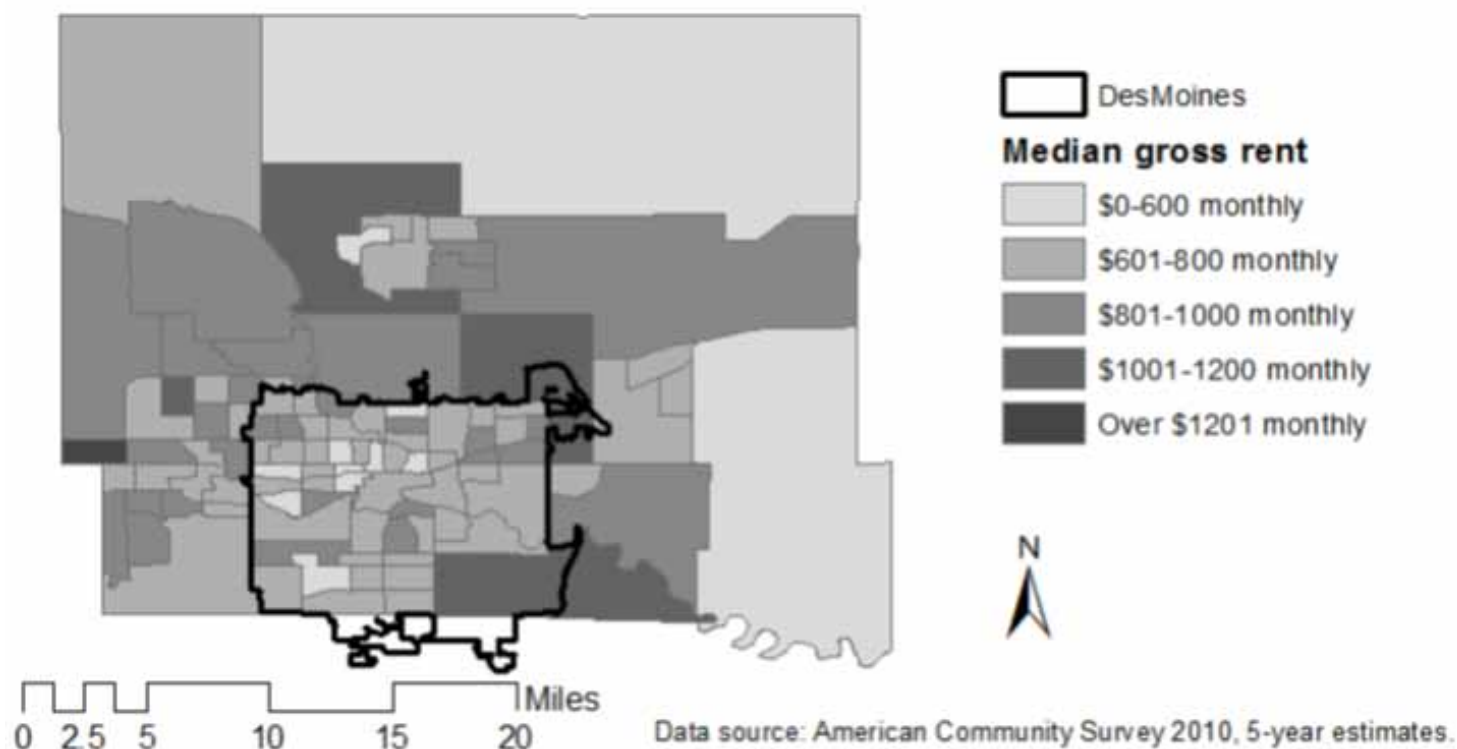 DesMoines
Median gross rent
$0-600 monthly
$601-800 monthly
$801-1000 monthly
$1001-1200 monthly
Over $1201 monthly
N
Miles
0 2.5 5 10 15 20
Data source: American Community Survey 2010, 5-year estimates.